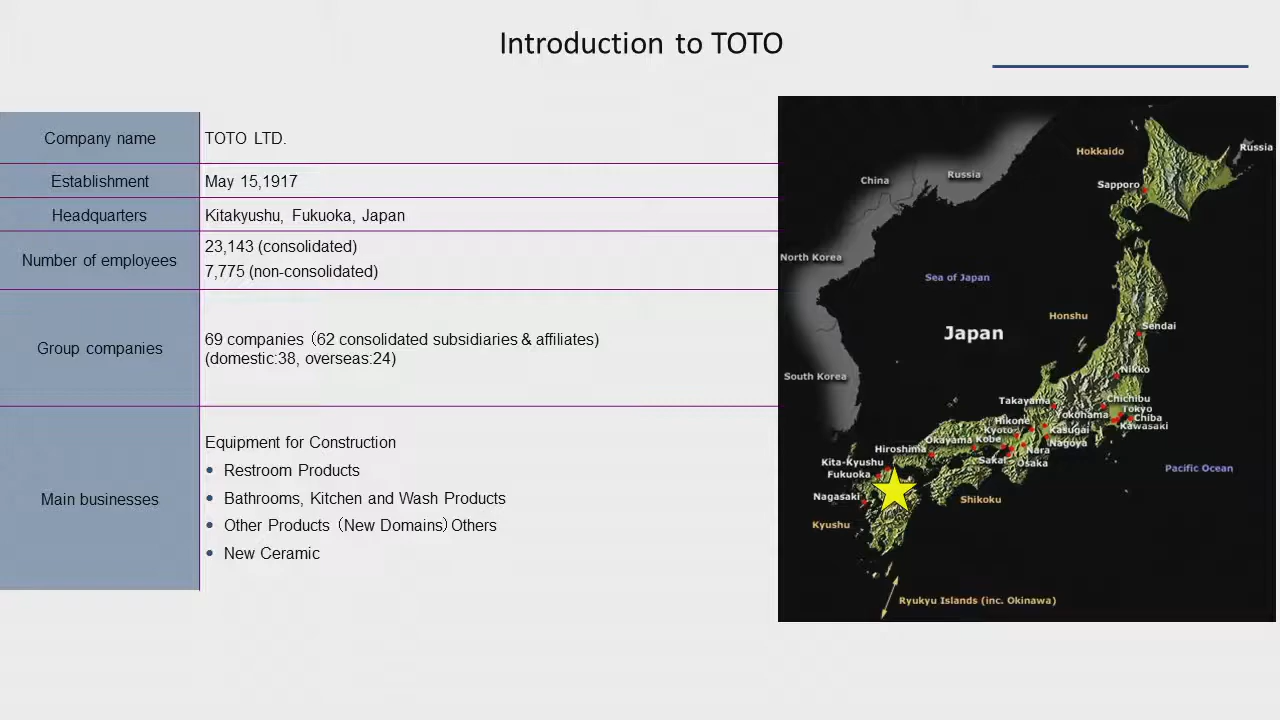 Introduction to TOTO
Company name
TOTO LTD.
Establishment
May 15,1917
Headquarters
Kitakyushu, Fukuoka, Japan
Number of employees
23,143 (consolidated)
7,775 (non-consolidated)
Group companies
69 companies（62 consolidated subsidiaries & affiliates)
(domestic:38, overseas:24)
Main businesses
Equipment for Construction
• Restroom Products
• Bathrooms, Kitchen and Wash Products
• Other Products（New Domains）Others
• New Ceramic
Hokkaido
Russia
China
Russia
Sapporo
North Korea
Sea of Japan
Honshu
Sendai
Japan
Nikko
South Korea
Takayama
Chichibu
Yokohama
Tokyo
Chiba
Hikone
Kawasaki
Kyoto
Kasugai
Okayama
Kobe
Nagoya
Hiroshima
Nara
Sakai
Osaka
Kita-Kyushu
Fukuoka
Pacific Ocean
Nagasaki
Shikoku
Kyushu
Ryukyu Islands (inc. Okinawa)